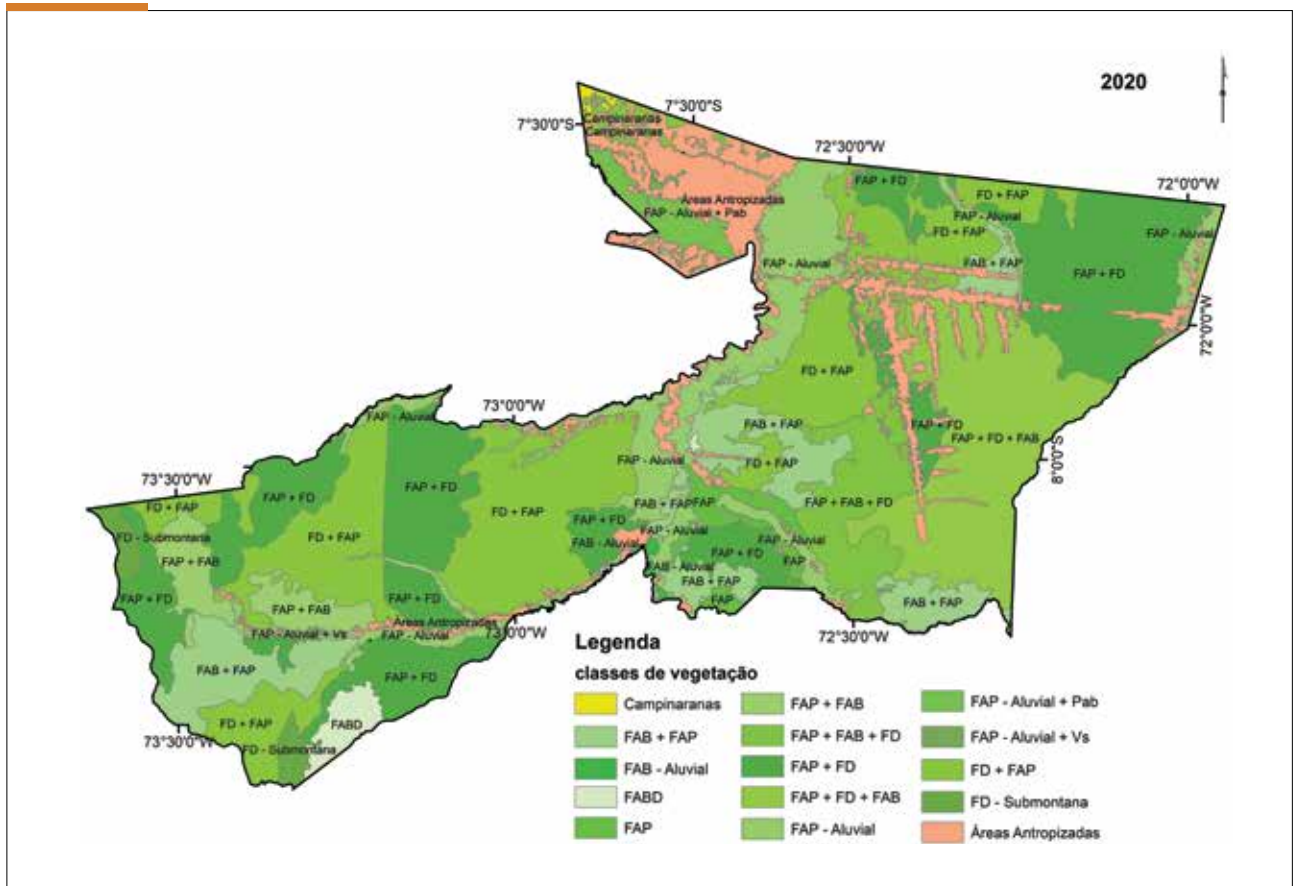 2020
7°30'0"S
7°30'0"S
Campinaranas
Campinaranas
72°30'0"W
72°0'0"W
FAP + FD
FD + FAP
Áreas Antropizadas
FAP - Aluvial + Pab
FAP - Aluvial
FAP - Aluvial
FD + FAP
FAP - Aluvial
FAB + FAP
FAP + FD
72°0'0"W
FD + FAP
73°0'0"W
FAP - Aluvial
FAB + FAP
FAP + FD
FAP + FD + FAB
8°0'0"S
FAP - Aluvial
FD + FAP
FAP + FD
73°30'0"W
FAP + FD
FD + FAP
FD + FAP
FAB + FAP
FAP
FAP + FAB + FD
FAP + FD
FAP - Aluvial
FD - Submontana
FD + FAP
FAB - Aluvial
FAP - Aluvial
FAP + FAB
FAP + FD
FAP
FAB - Aluvial
FAB + FAP
FAP
FAP + FD
FAP + FAB
FAP + FD
FAB + FAP
Áreas Antropizadas
73°0'0"W
72°30'0"W
FAP - Aluvial + Vs
FAP - Aluvial
FAB + FAP
FAP + FD
FD + FAP
FABD
73°30'0"W
FD - Submontana
Legenda
classes de vegetação
Campinaranas
FAB + FAP
FAB - Aluvial
FABD
FAP
FAP + FAB
FAP + FAB + FD
FAP + FD
FAP + FD + FAB
FAP - Aluvial
FAP - Aluvial + Pab
FAP - Aluvial + Vs
FD + FAP
FD - Submontana
Áreas Antropizadas